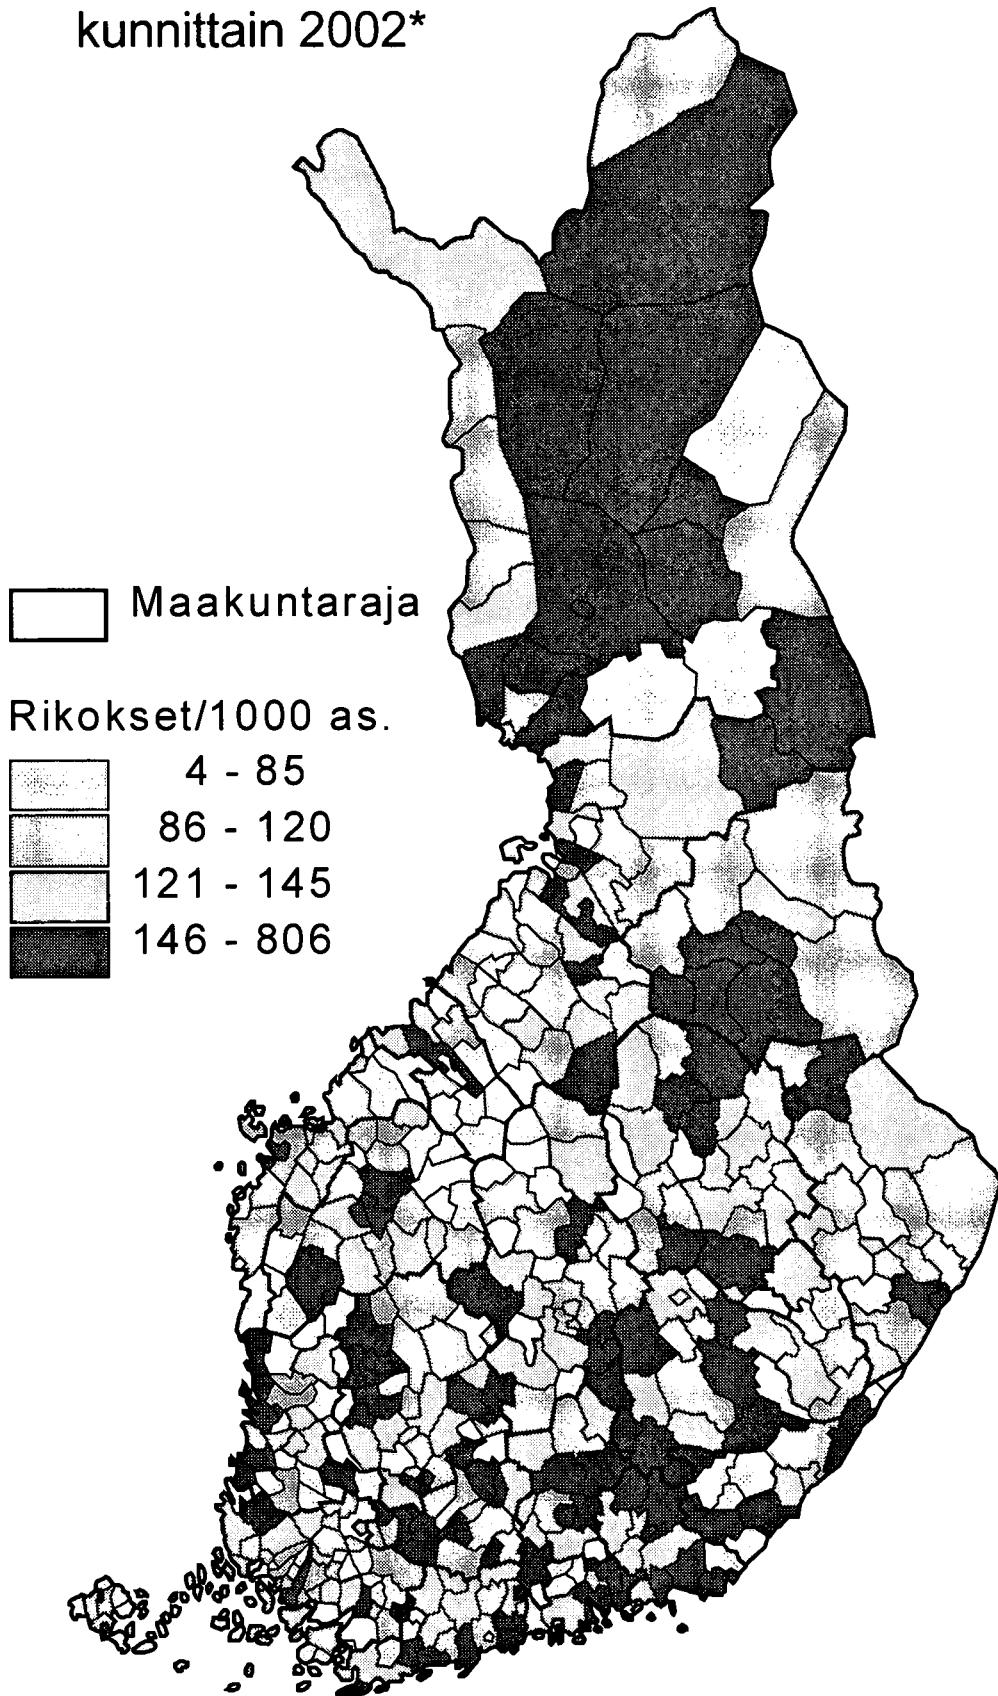 kunnittain 2002*
Maakuntaraja
Rikokset/1000 as.
4 - 85
86 - 120
121 - 145
146 - 806